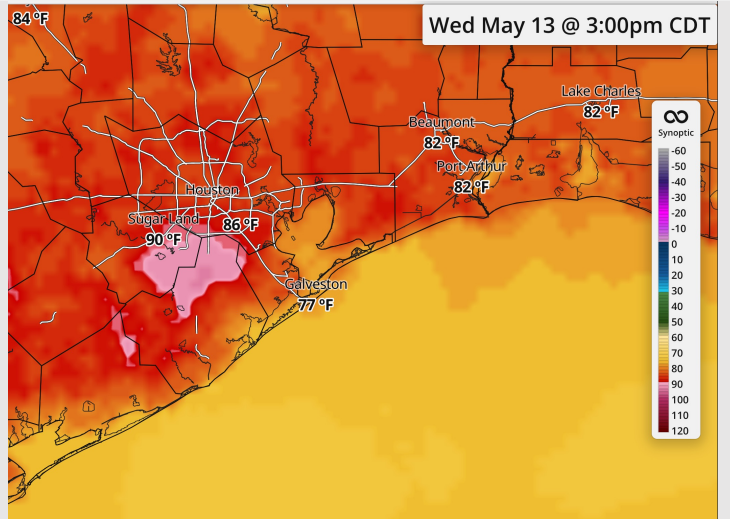 84 °F
Wed May 13 @ 3:00pm CDT
Lake Charles
82 °F
Beaumont
82 °F
Port Arthur
82 °F
Houston
Sugar Land
86 °F
90 °F
Galveston
77 °F
Synoptic
-60
-50
-40
-30
-20
-10
0
10
20
30
40
50
60
70
80
90
100
110
120